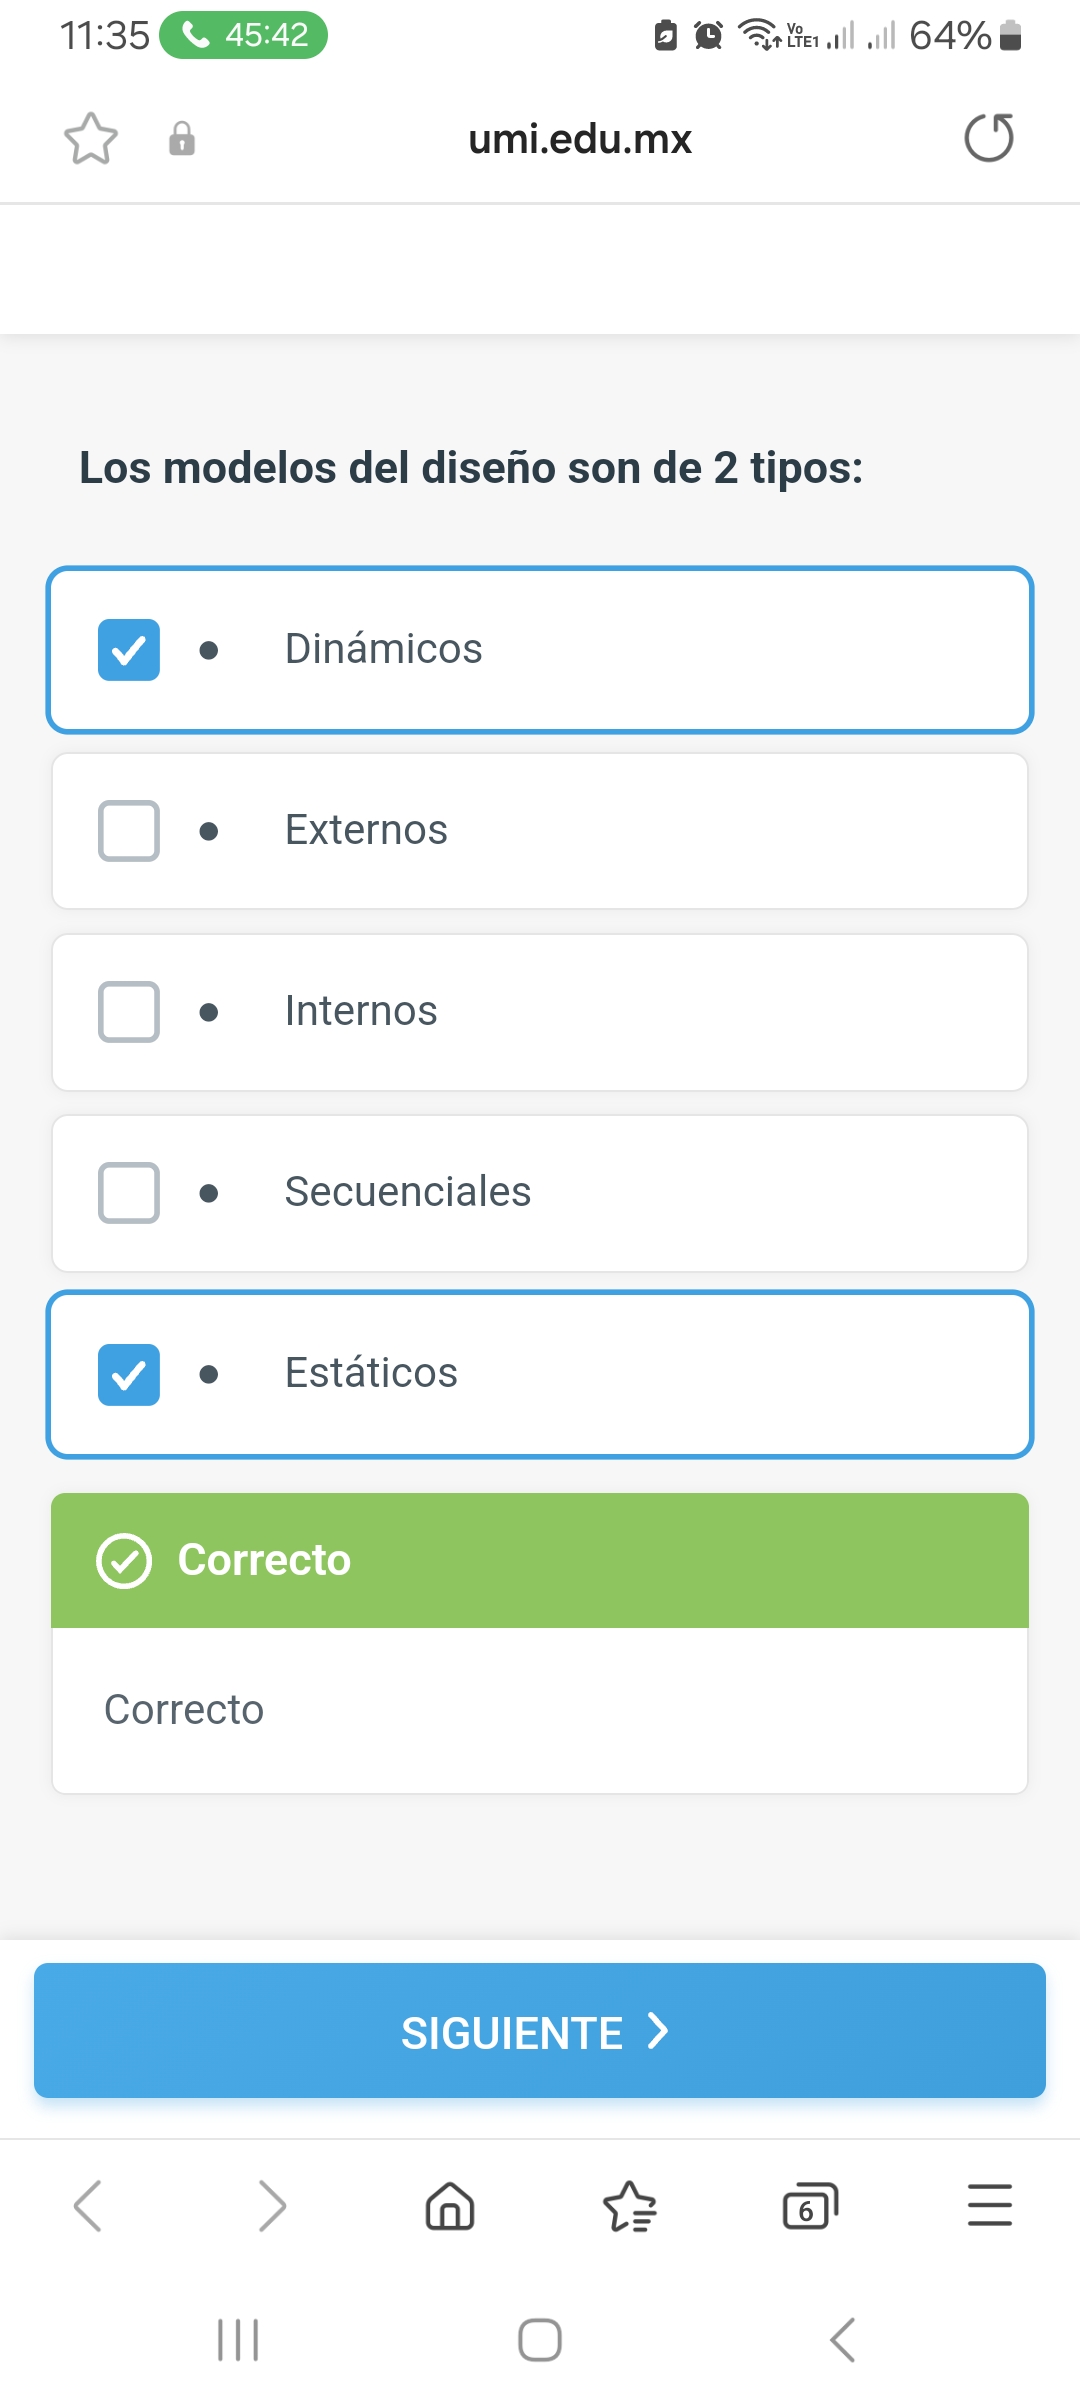 11:35 45:42 Vo LTE1 64%
umi.edu.mx
Los modelos del diseño son de 2 tipos:
• Dinámicos
• Externos
• Internos
• Secuenciales
• Estáticos
Correcto
Correcto
SIGUIENTE
6